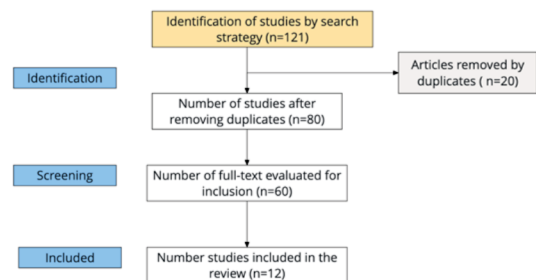 Identification of studies by search
strategy (n=121)
Identification
Articles removed by
duplicates ( n=20)
Number of studies after
removing duplicates (n=80)
Screening
Number of full-text evaluated for
inclusion (n=60)
Included
Number studies included in the
review (n=12)